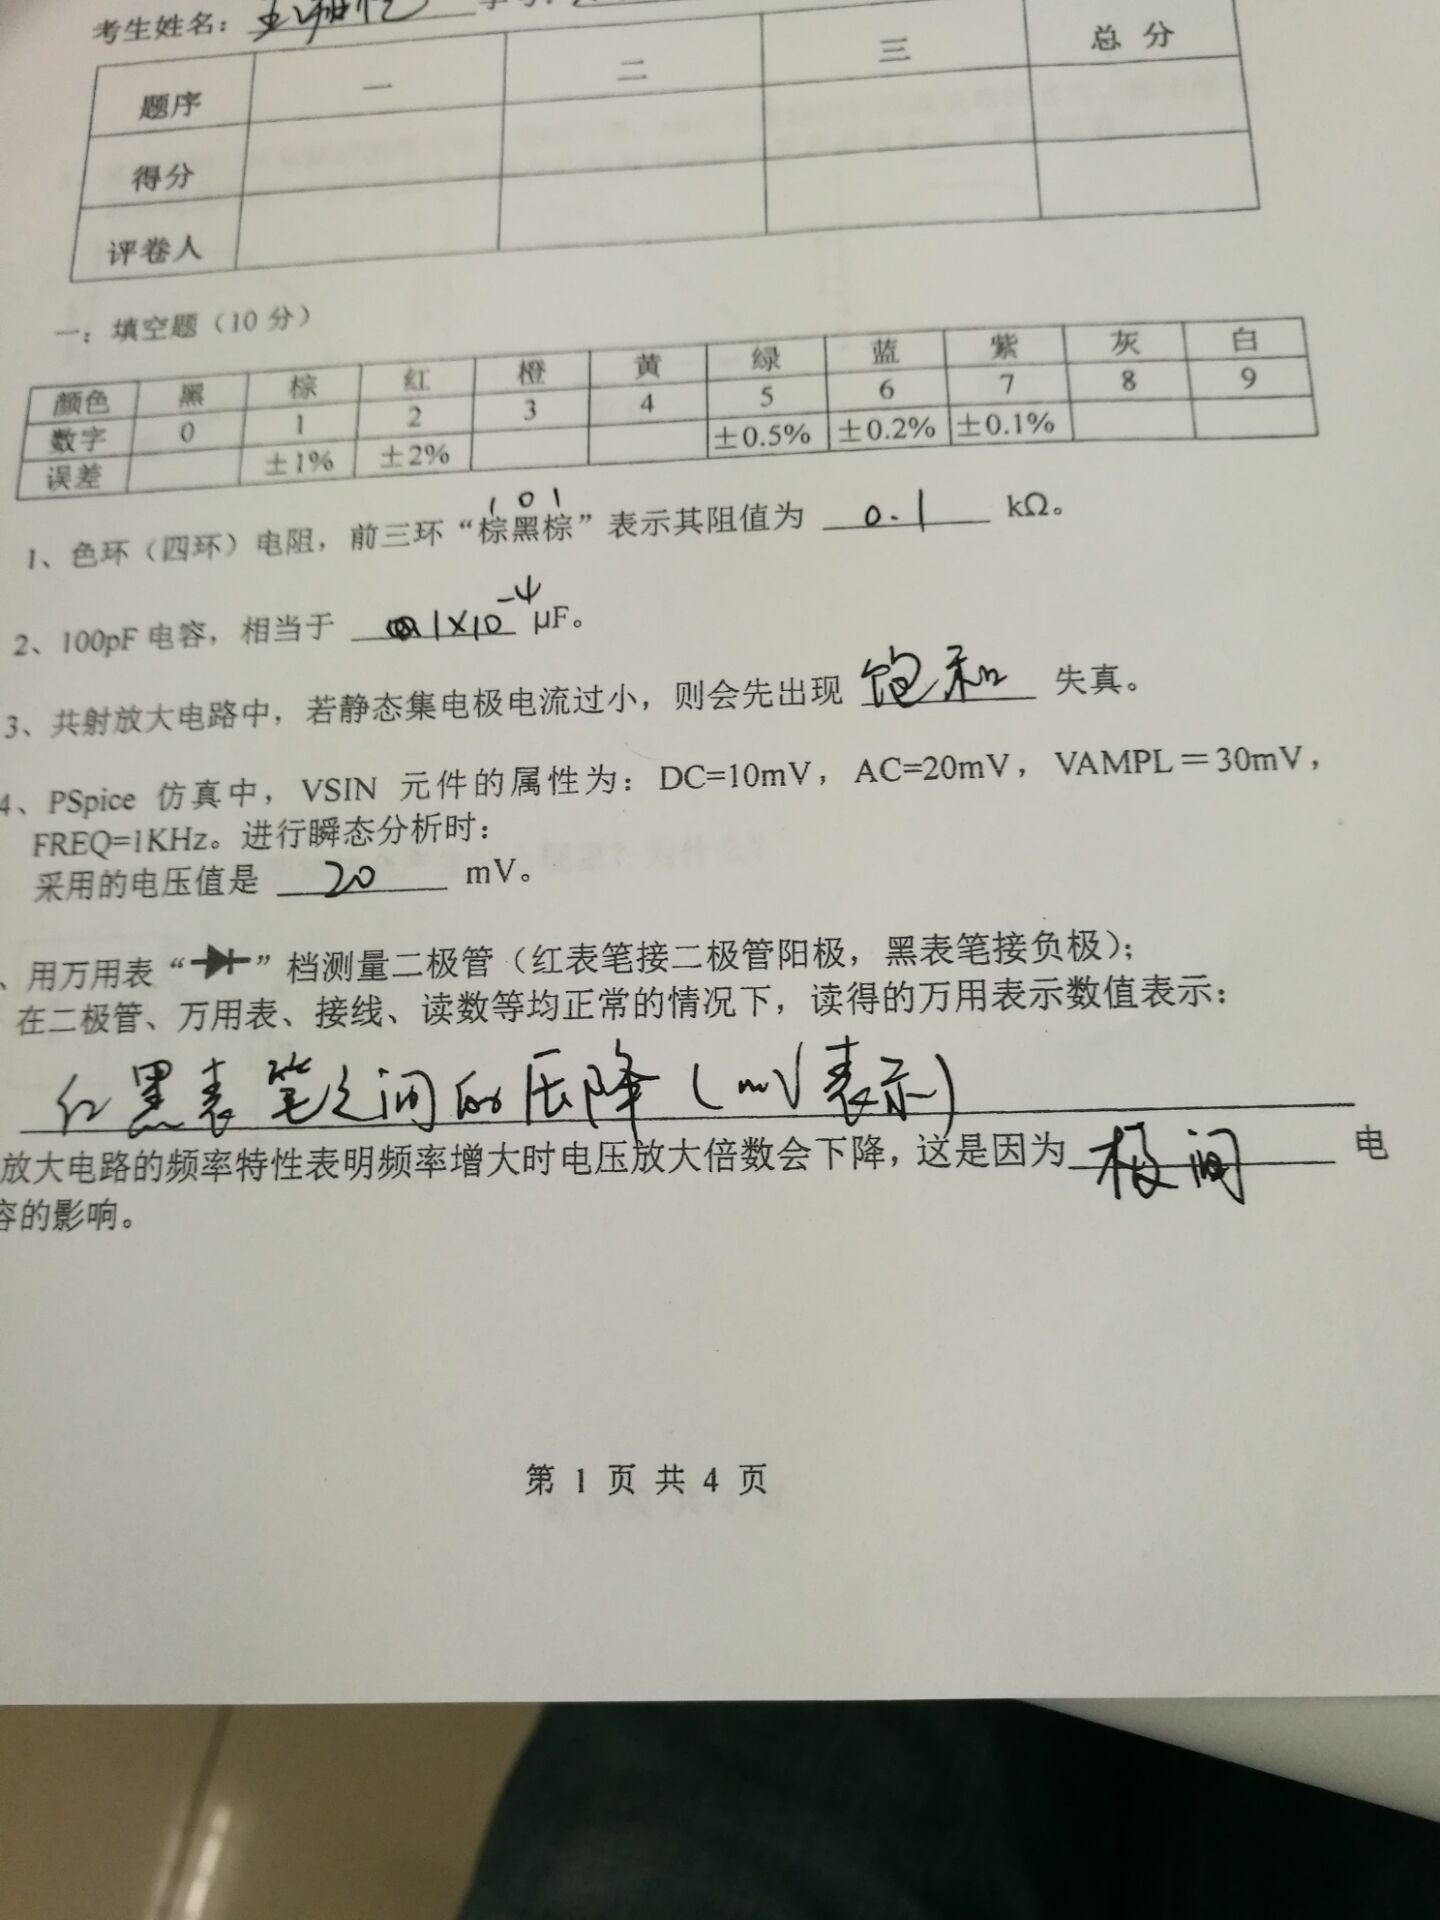 考生姓名：
题序 一 二 三 总 分
得分
评卷人
一：填空题（10 分）
颜色 黑 棕 红 橙 黄 绿 蓝 紫 灰 白
数字 0 1 2 3 4 5 6 7 8 9
误差 ±1% ±2% ±0.5% ±0.2% ±0.1%
1 0 1
1、色环（四环）电阻，前三环“棕黑棕”表示其阻值为 0.1 kΩ。
2、100pF 电容，相当于 1×10⁻⁴ μF。
3、共射放大电路中，若静态集电极电流过小，则会先出现 饱和 失真。
4、PSpice 仿真中，VSIN 元件的属性为：DC=10mV，AC=20mV，VAMPL＝30mV，
FREQ=1KHz。进行瞬态分析时：
采用的电压值是 20 mV。
、用万用表“ ”档测量二极管（红表笔接二极管阳极，黑表笔接负极）；
在二极管、万用表、接线、读数等均正常的情况下，读得的万用表示数值表示：
红黑表笔之间的压降（mV表示）
放大电路的频率特性表明频率增大时电压放大倍数会下降，这是因为 极间 电
容的影响。
第 1 页 共 4 页